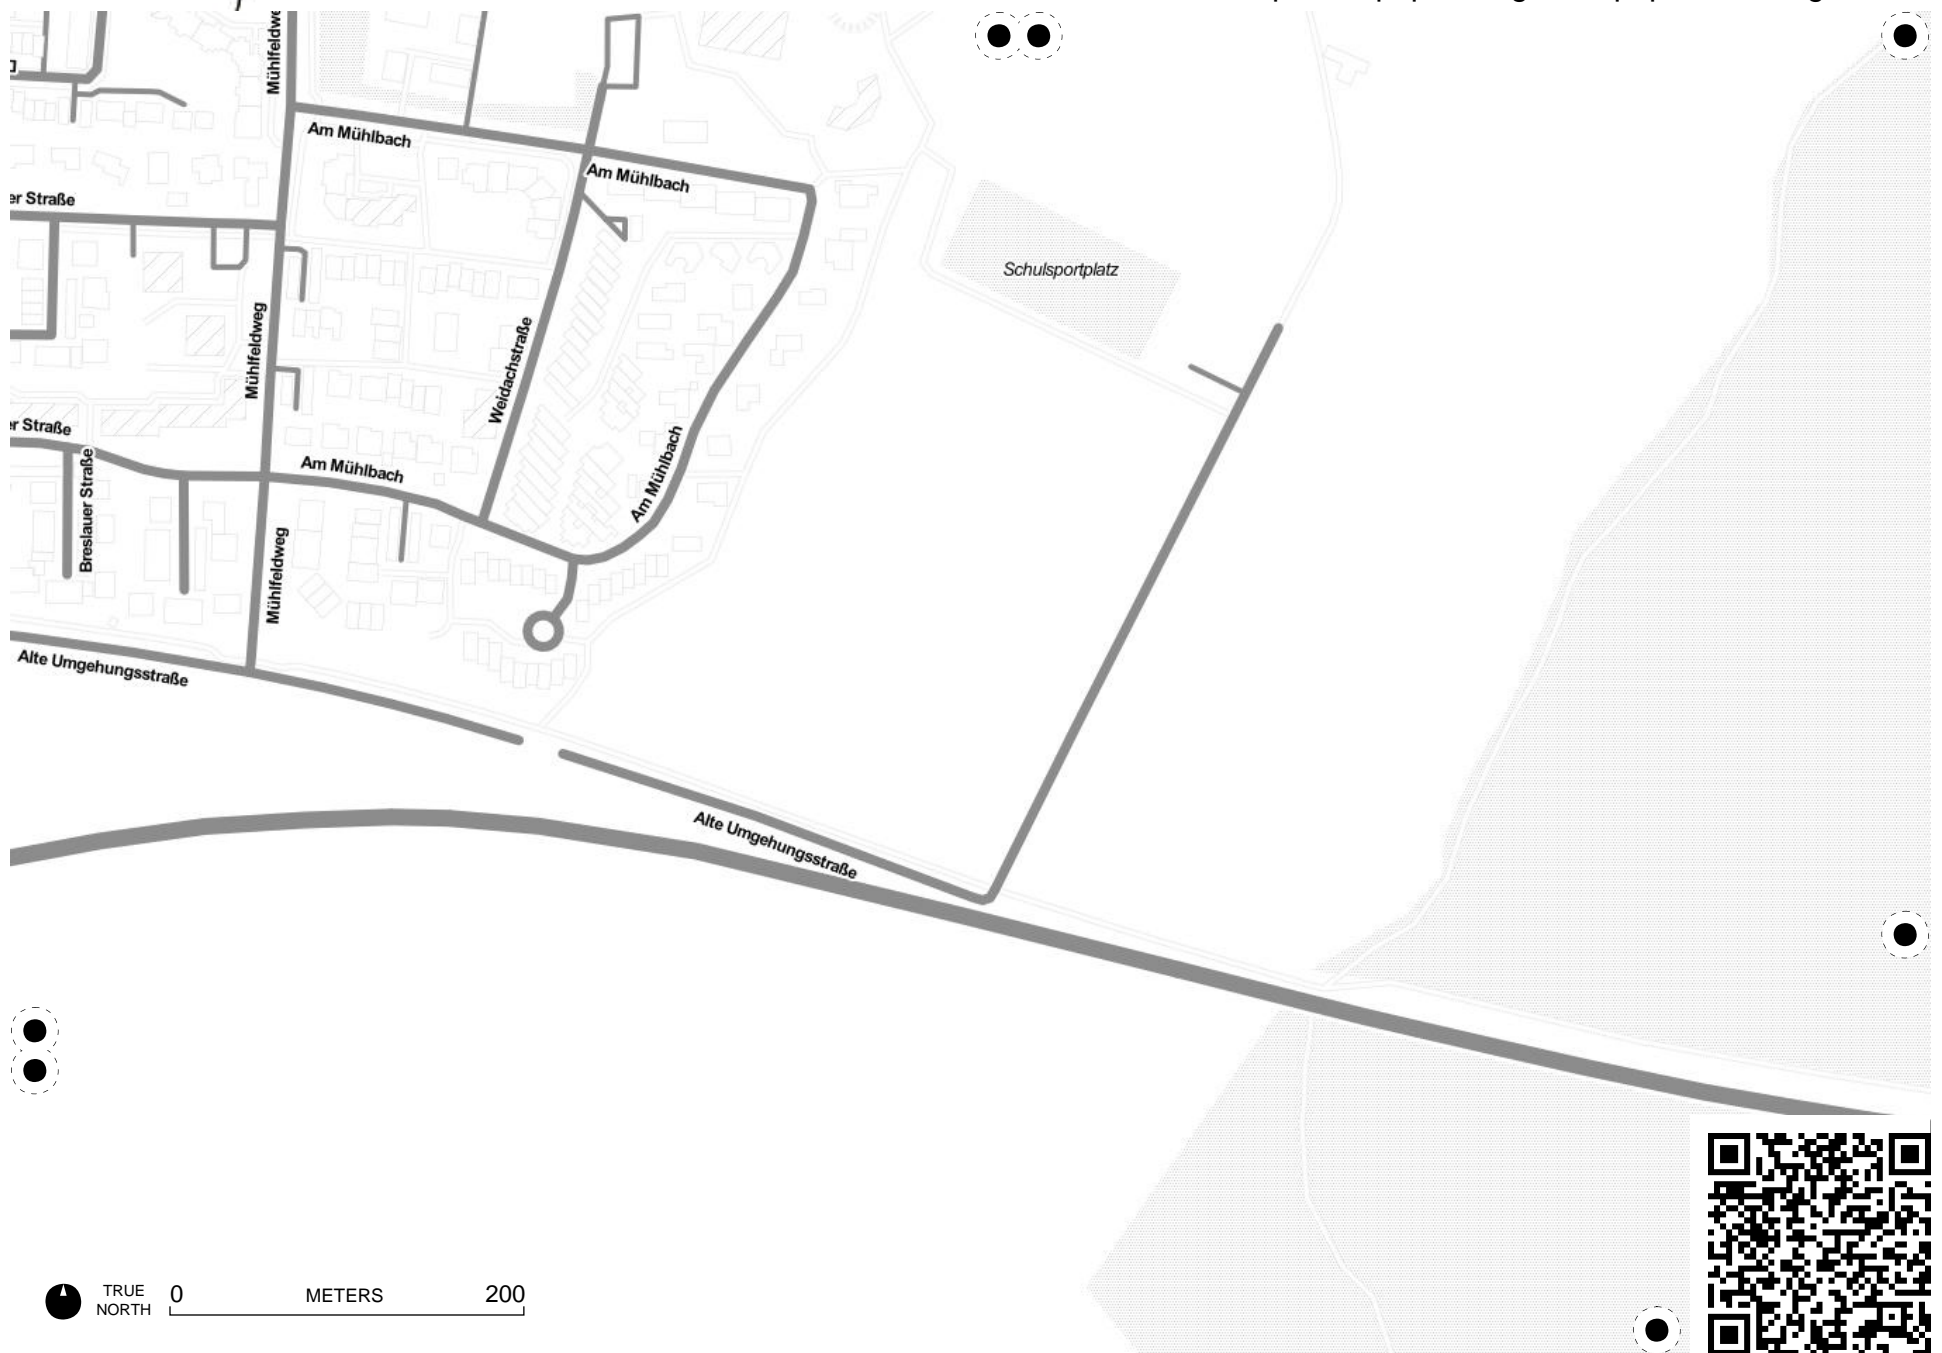 Mühlfeldwe
Am Mühlbach
Am Mühlbach
er Straße
Schulsportplatz
Mühlfeldweg
Weidachstraße
er Straße
Breslauer Straße
Am Mühlbach
Am Mühlbach
Mühlfeldweg
Alte Umgehungsstraße
Alte Umgehungsstraße
TRUE
NORTH
0 METERS 200